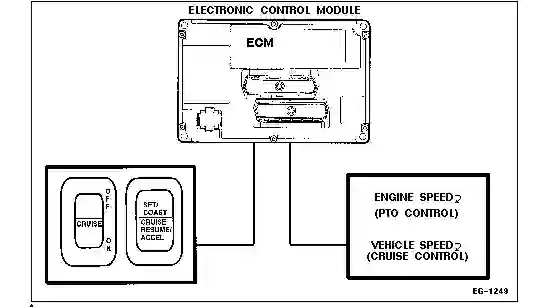 ELECTRONIC CONTROL MODULE
ECM
OFF
CRUISE
ON
SET/
COAST
CRUISE
RESUME/
ACCEL
ENGINE SPEED
(PTO CONTROL)
VEHICLE SPEED
(CRUISE CONTROL)
EG-1249